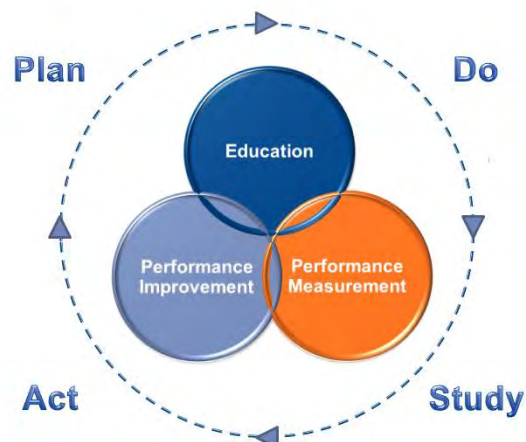 Plan
Do
Education
Performance
Improvement
Performance
Measurement
Act
Study